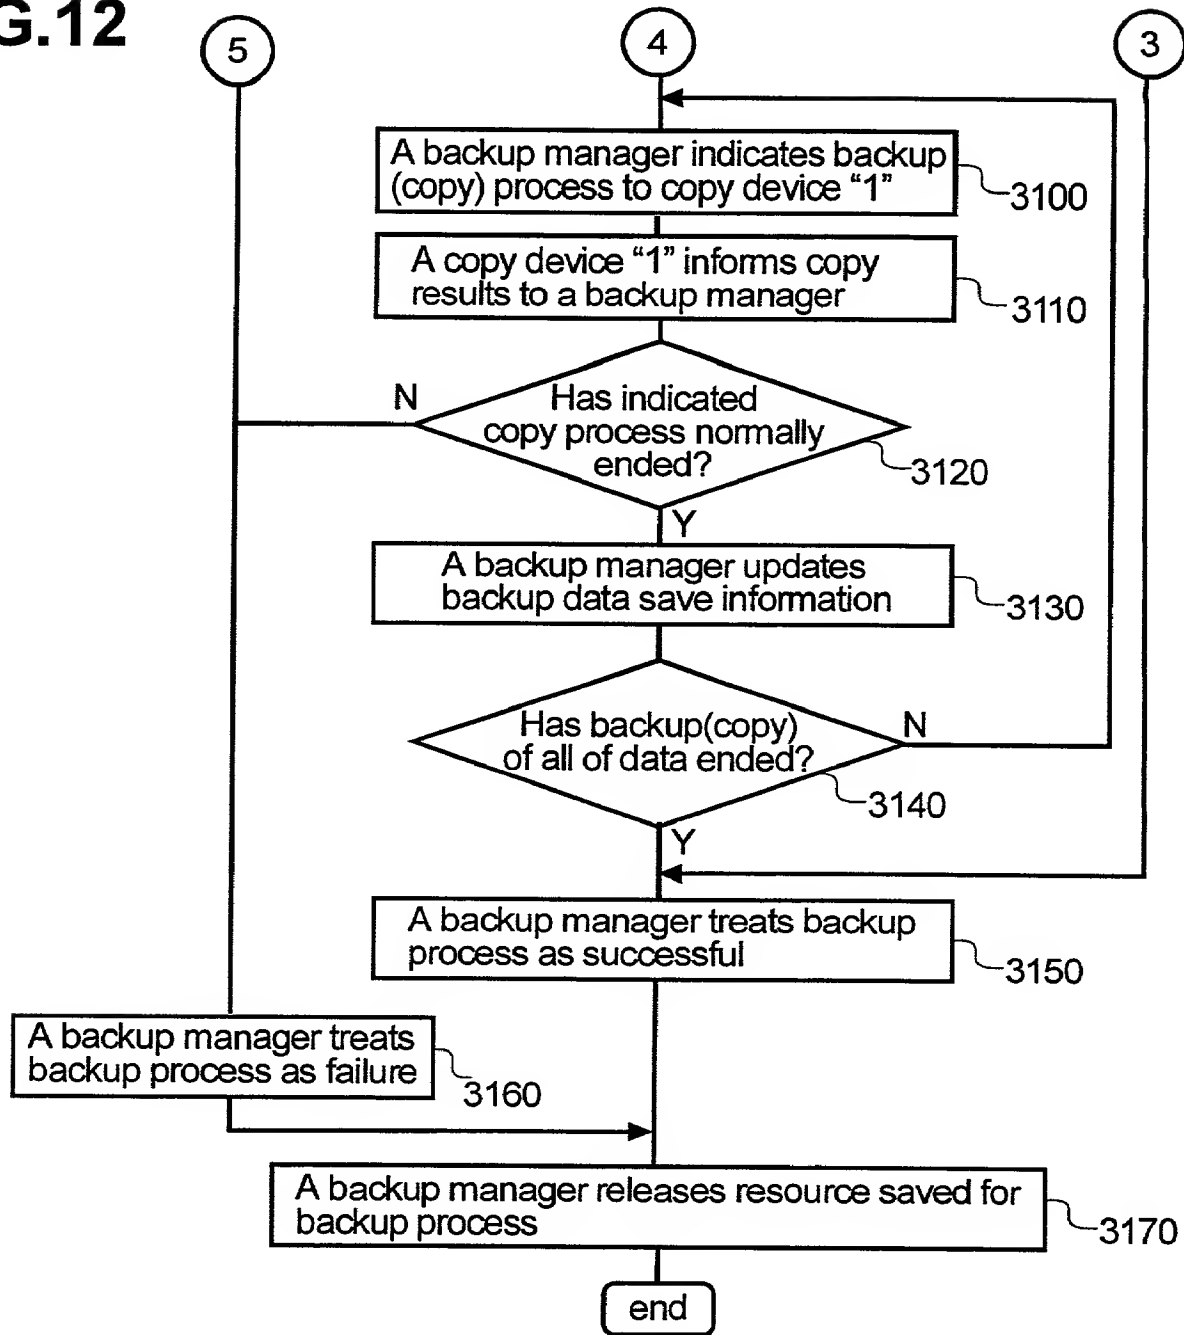 G.12
5
4
3
A backup manager indicates backup
(copy) process to copy device “1”
3100
A copy device “1” informs copy
results to a backup manager
3110
N
Has indicated
copy process normally
ended?
3120
Y
A backup manager updates
backup data save information
3130
Has backup(copy)
of all of data ended?
N
3140
Y
A backup manager treats backup
process as successful
3150
A backup manager treats
backup process as failure
3160
A backup manager releases resource saved for
backup process
3170
end